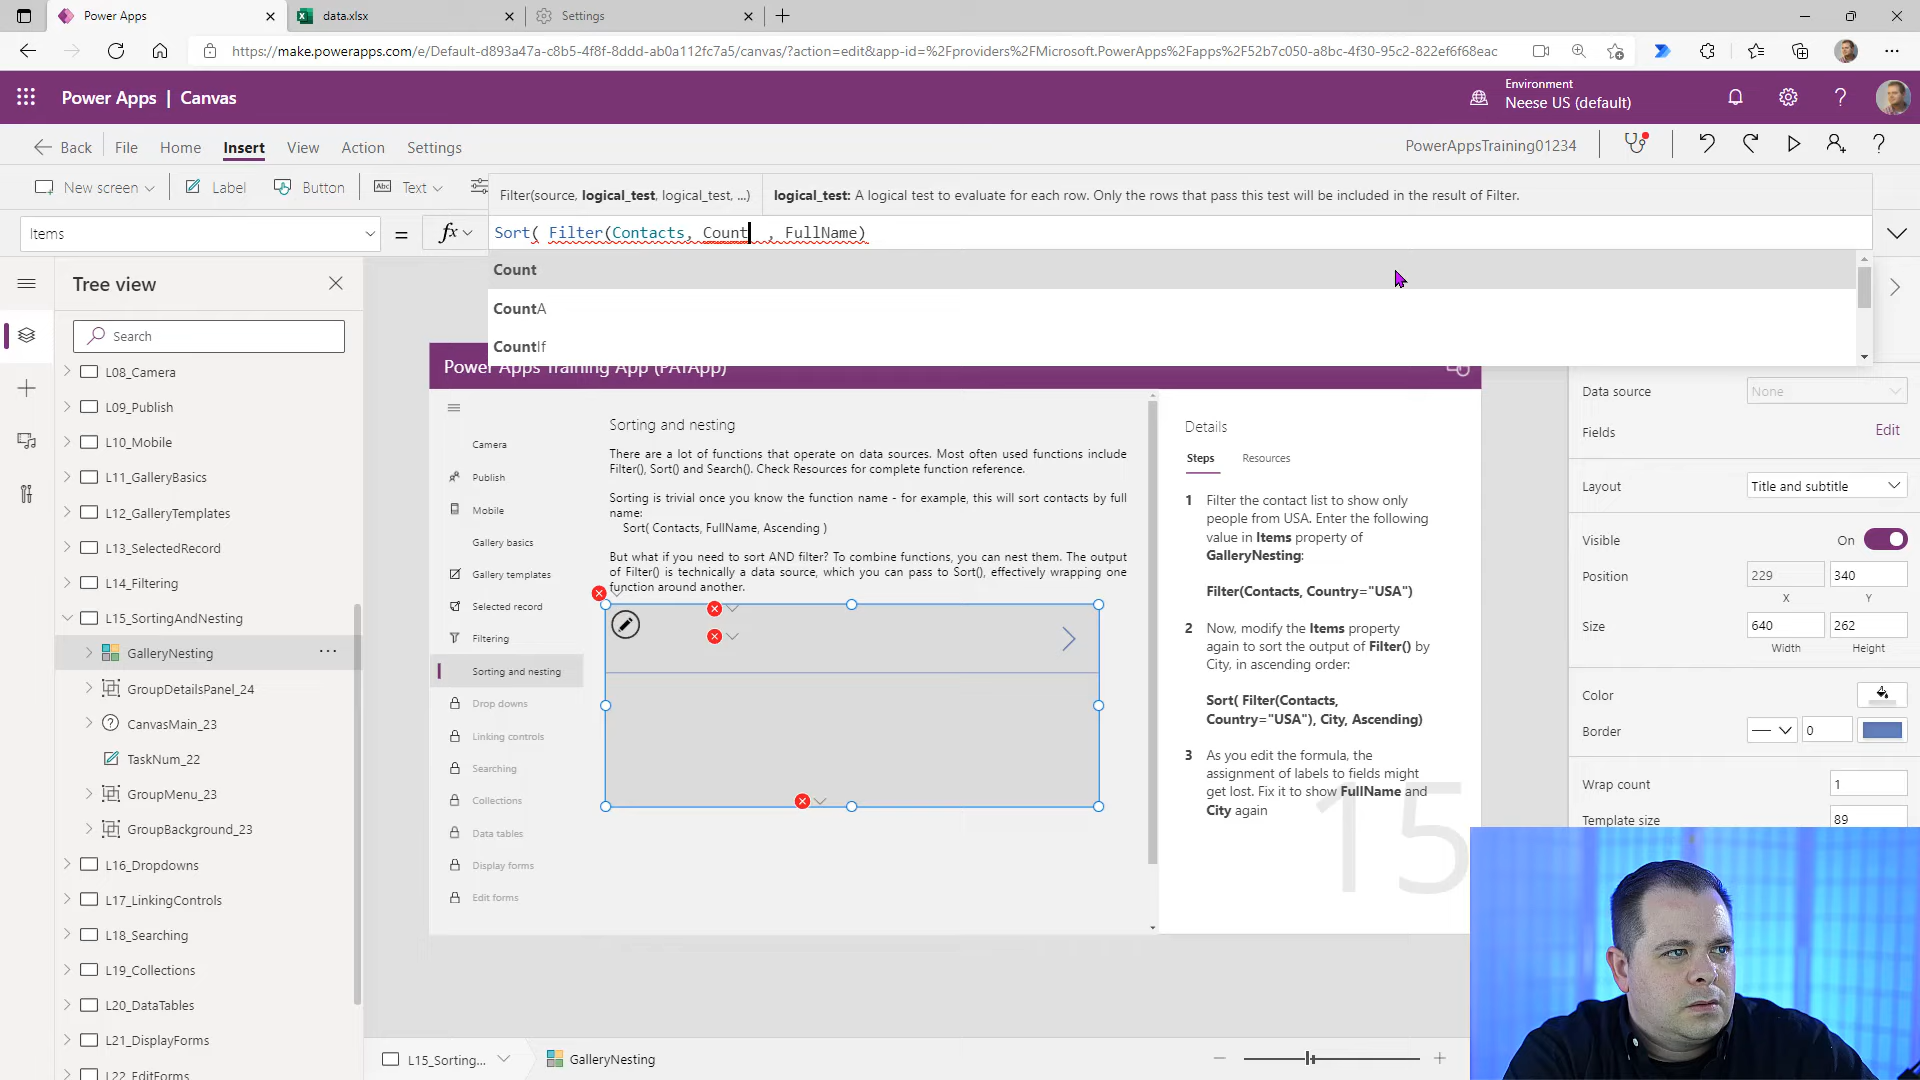 Power Apps
data.xlsx
Settings
https://make.powerapps.com/e/Default-d893a47a-c8b5-4f8f-8ddd-ab0a112fc7a5/canvas/?action=edit&app-id=%2Fproviders%2FMicrosoft.PowerApps%2Fapps%2F52b7c050-a8bc-4f30-95c2-822ef6f68eac
Power Apps | Canvas
Environment
Neese US (default)
Back
File
Home
Insert
View
Action
Settings
PowerAppsTraining01234
New screen
Label
Button
Abc
Text
Filter(source, logical_test, logical_test, ...)
logical_test: A logical test to evaluate for each row. Only the rows that pass this test will be included in the result of Filter.
Items
=
fx
Sort( Filter(Contacts, Count , FullName)
Count
CountA
CountIf
Tree view
Search
L08_Camera
L09_Publish
L10_Mobile
L11_GalleryBasics
L12_GalleryTemplates
L13_SelectedRecord
L14_Filtering
L15_SortingAndNesting
GalleryNesting
GroupDetailsPanel_24
CanvasMain_23
TaskNum_22
GroupMenu_23
GroupBackground_23
L16_Dropdowns
L17_LinkingControls
L18_Searching
L19_Collections
L20_DataTables
L21_DisplayForms
L22_EditForms
Power Apps Training App (PATApp)
Camera
Publish
Mobile
Gallery basics
Gallery templates
Selected record
Filtering
Sorting and nesting
Drop downs
Linking controls
Searching
Collections
Data tables
Display forms
Edit forms
Sorting and nesting
There are a lot of functions that operate on data sources. Most often used functions include
Filter(), Sort() and Search(). Check Resources for complete function reference.
Sorting is trivial once you know the function name - for example, this will sort contacts by full
name:
Sort( Contacts, FullName, Ascending )
But what if you need to sort AND filter? To combine functions, you can nest them. The output
of Filter() is technically a data source, which you can pass to Sort(), effectively wrapping one
function around another.
Details
Steps
Resources
1 Filter the contact list to show only
people from USA. Enter the following
value in Items property of
GalleryNesting:
Filter(Contacts, Country="USA")
2 Now, modify the Items property
again to sort the output of Filter() by
City, in ascending order:
Sort( Filter(Contacts,
Country="USA"), City, Ascending)
3 As you edit the formula, the
assignment of labels to fields might
get lost. Fix it to show FullName and
City again
15
Data source
None
Fields
Edit
Layout
Title and subtitle
Visible
On
Position
229
340
X
Y
Size
640
262
Width
Height
Color
Border
0
Wrap count
1
Template size
89
L15_Sorting...
GalleryNesting